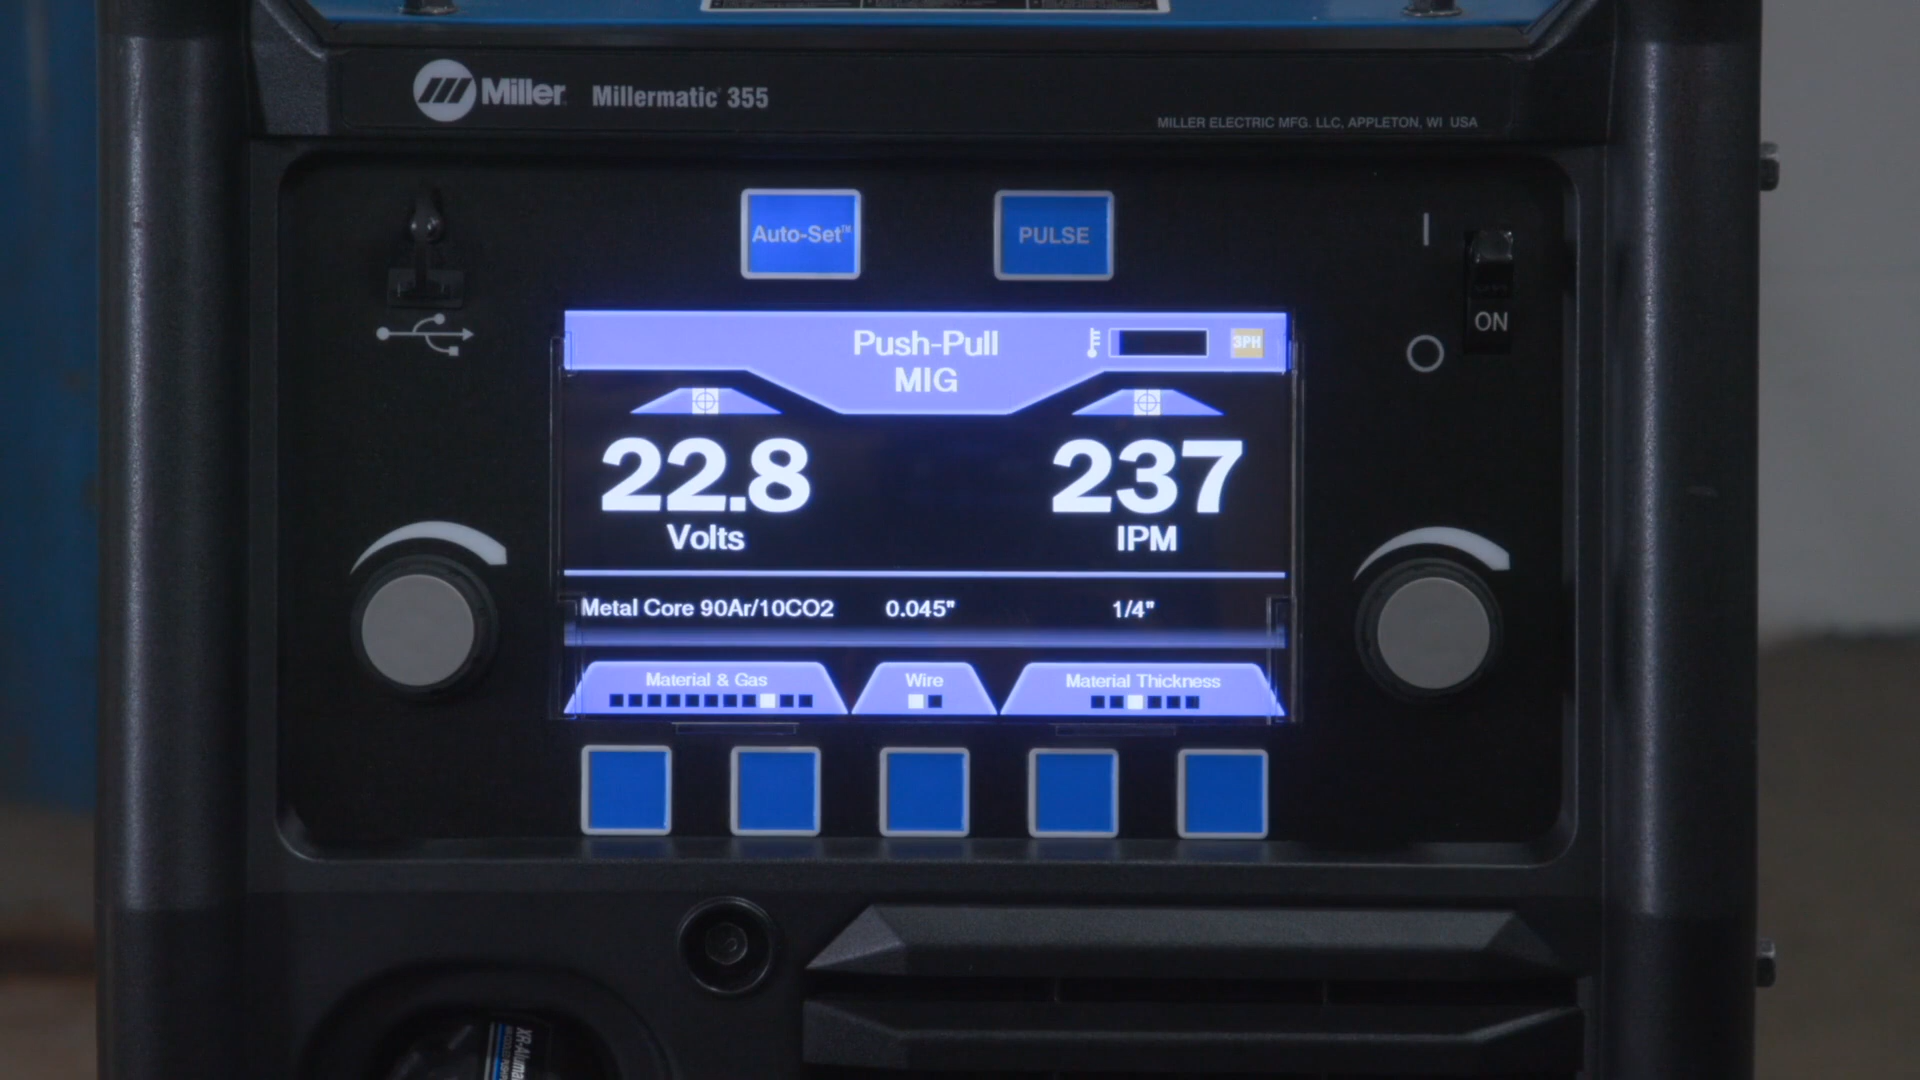 Miller Millermatic 355
MILLER ELECTRIC MFG. LLC, APPLETON, WI USA
Auto-Set™ PULSE
ON
Push-Pull
MIG
3PH
22.8 237
Volts IPM
Metal Core 90Ar/10CO2 0.045" 1/4"
Material & Gas Wire Material Thickness